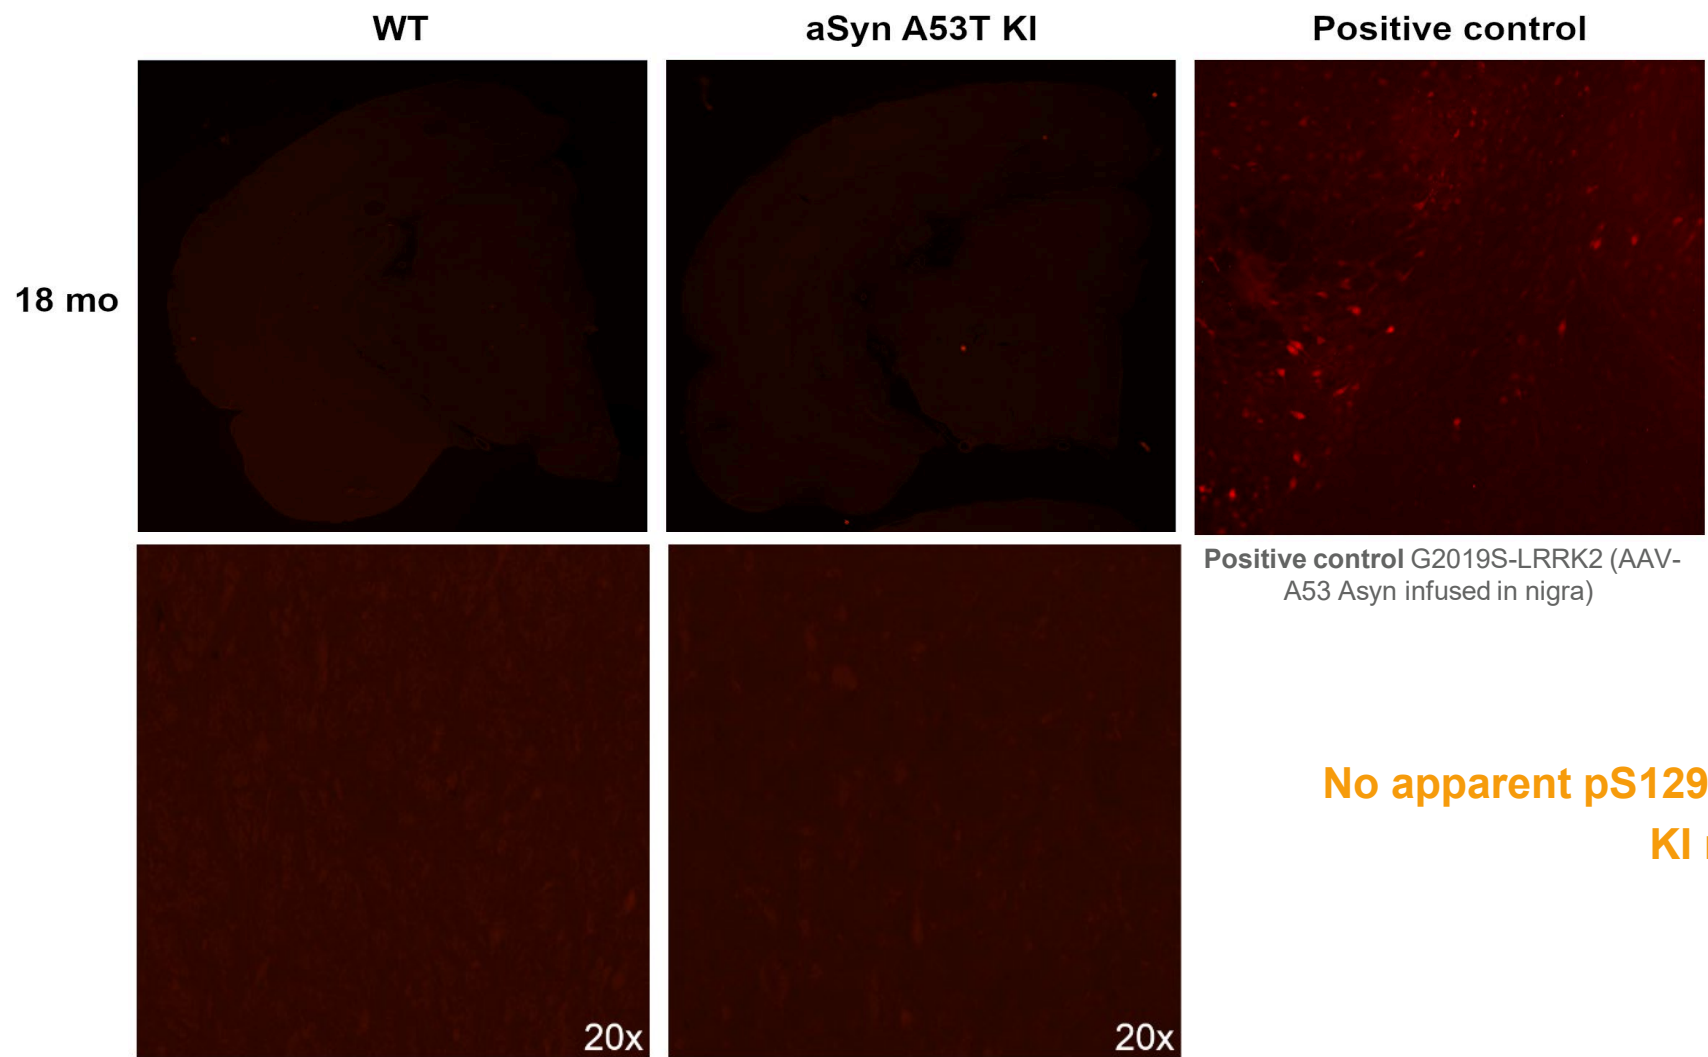 WT
aSyn A53T KI
Positive control
18 mo
Positive control G2019S-LRRK2 (AAV-
A53 Asyn infused in nigra)
No apparent pS129
KI
20x
20x